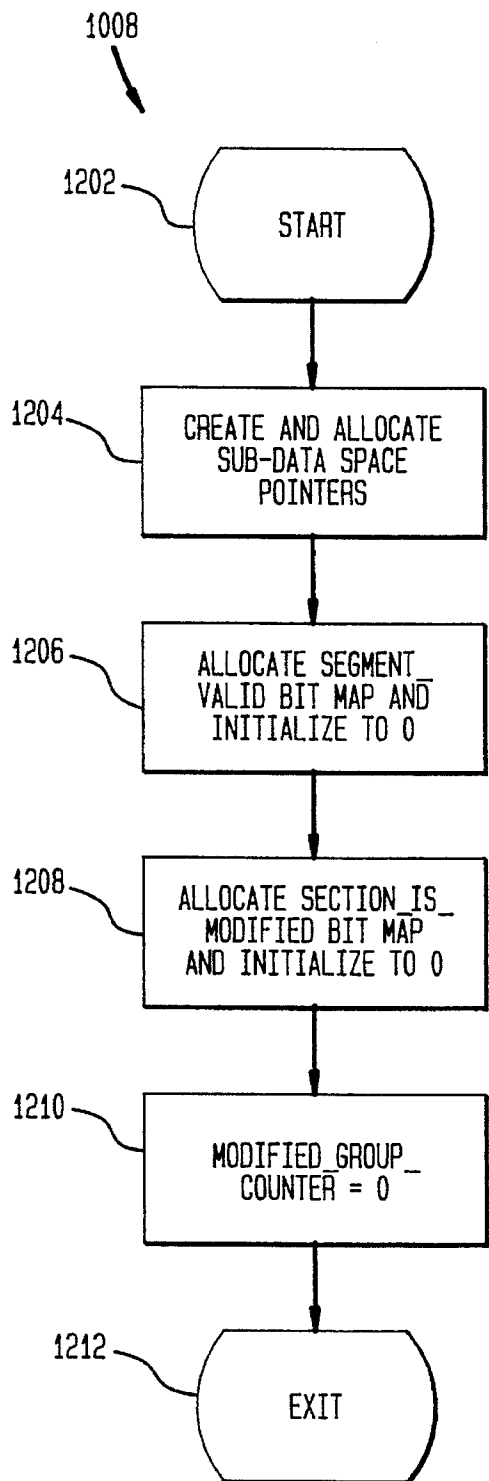 1008
1202
START
1204
CREATE AND ALLOCATE
SUB-DATA SPACE
POINTERS
1206
ALLOCATE SEGMENT_
VALID BIT MAP AND
INITIALIZE TO 0
1208
ALLOCATE SECTION_IS_
MODIFIED BIT MAP
AND INITIALIZE TO 0
1210
MODIFIED_GROUP_
COUNTER = 0
1212
EXIT